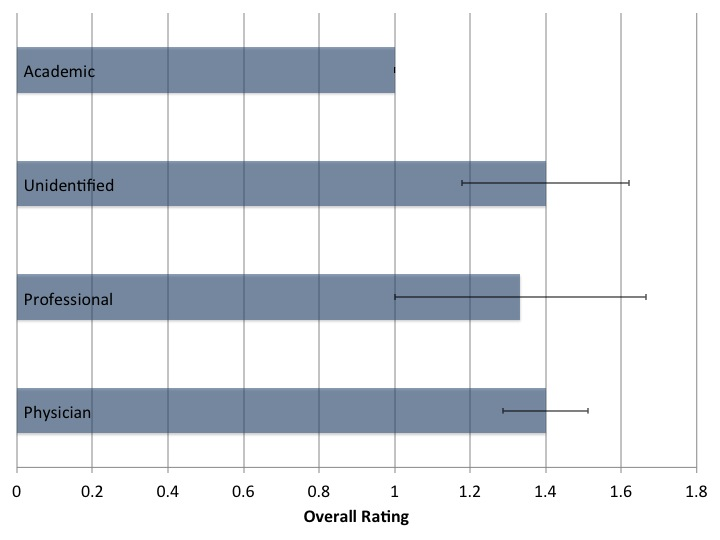 Academic
Unidentified
Professional
Physician
0 0.2 0.4 0.6 0.8 1 1.2 1.4 1.6 1.8
Overall Rating